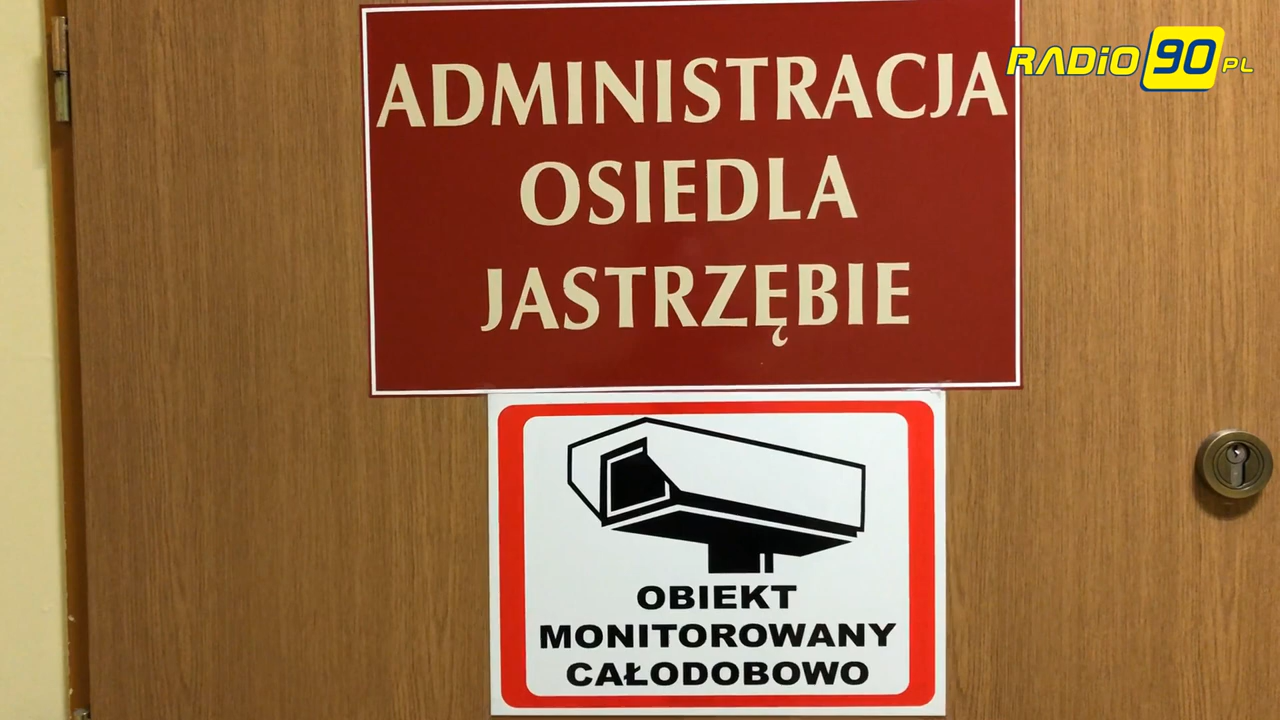 RADiO 90 PL
ADMINISTRACJA
OSIEDLA
JASTRZĘBIE
OBIEKT
MONITOROWANY
CAŁODOBOWO